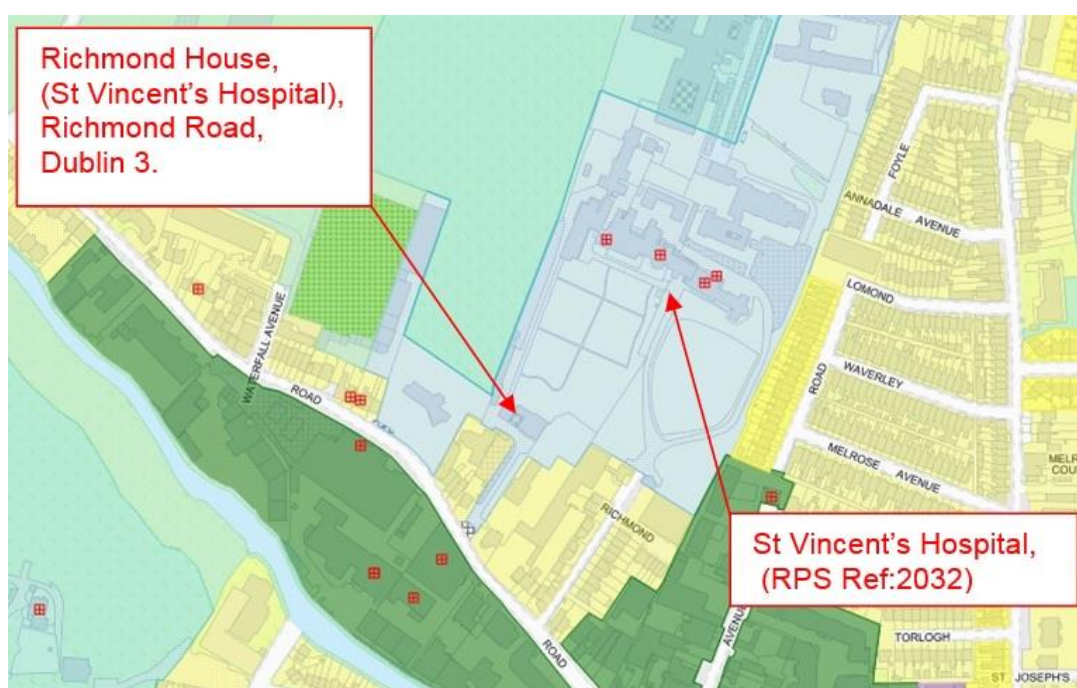 Richmond House,
(St Vincent's Hospital),
Richmond Road,
Dublin 3.
FOYLE
ANNADALE AVENUE
LOMOND
WATERFALL AVENUE
ROAD
ROAD
WAVERLEY
MELROSE AVENUE
RICHMOND
St Vincent's Hospital,
(RPS Ref:2032)
AVENUE
ROAD
TORLOGH
ST JOSEPH'S